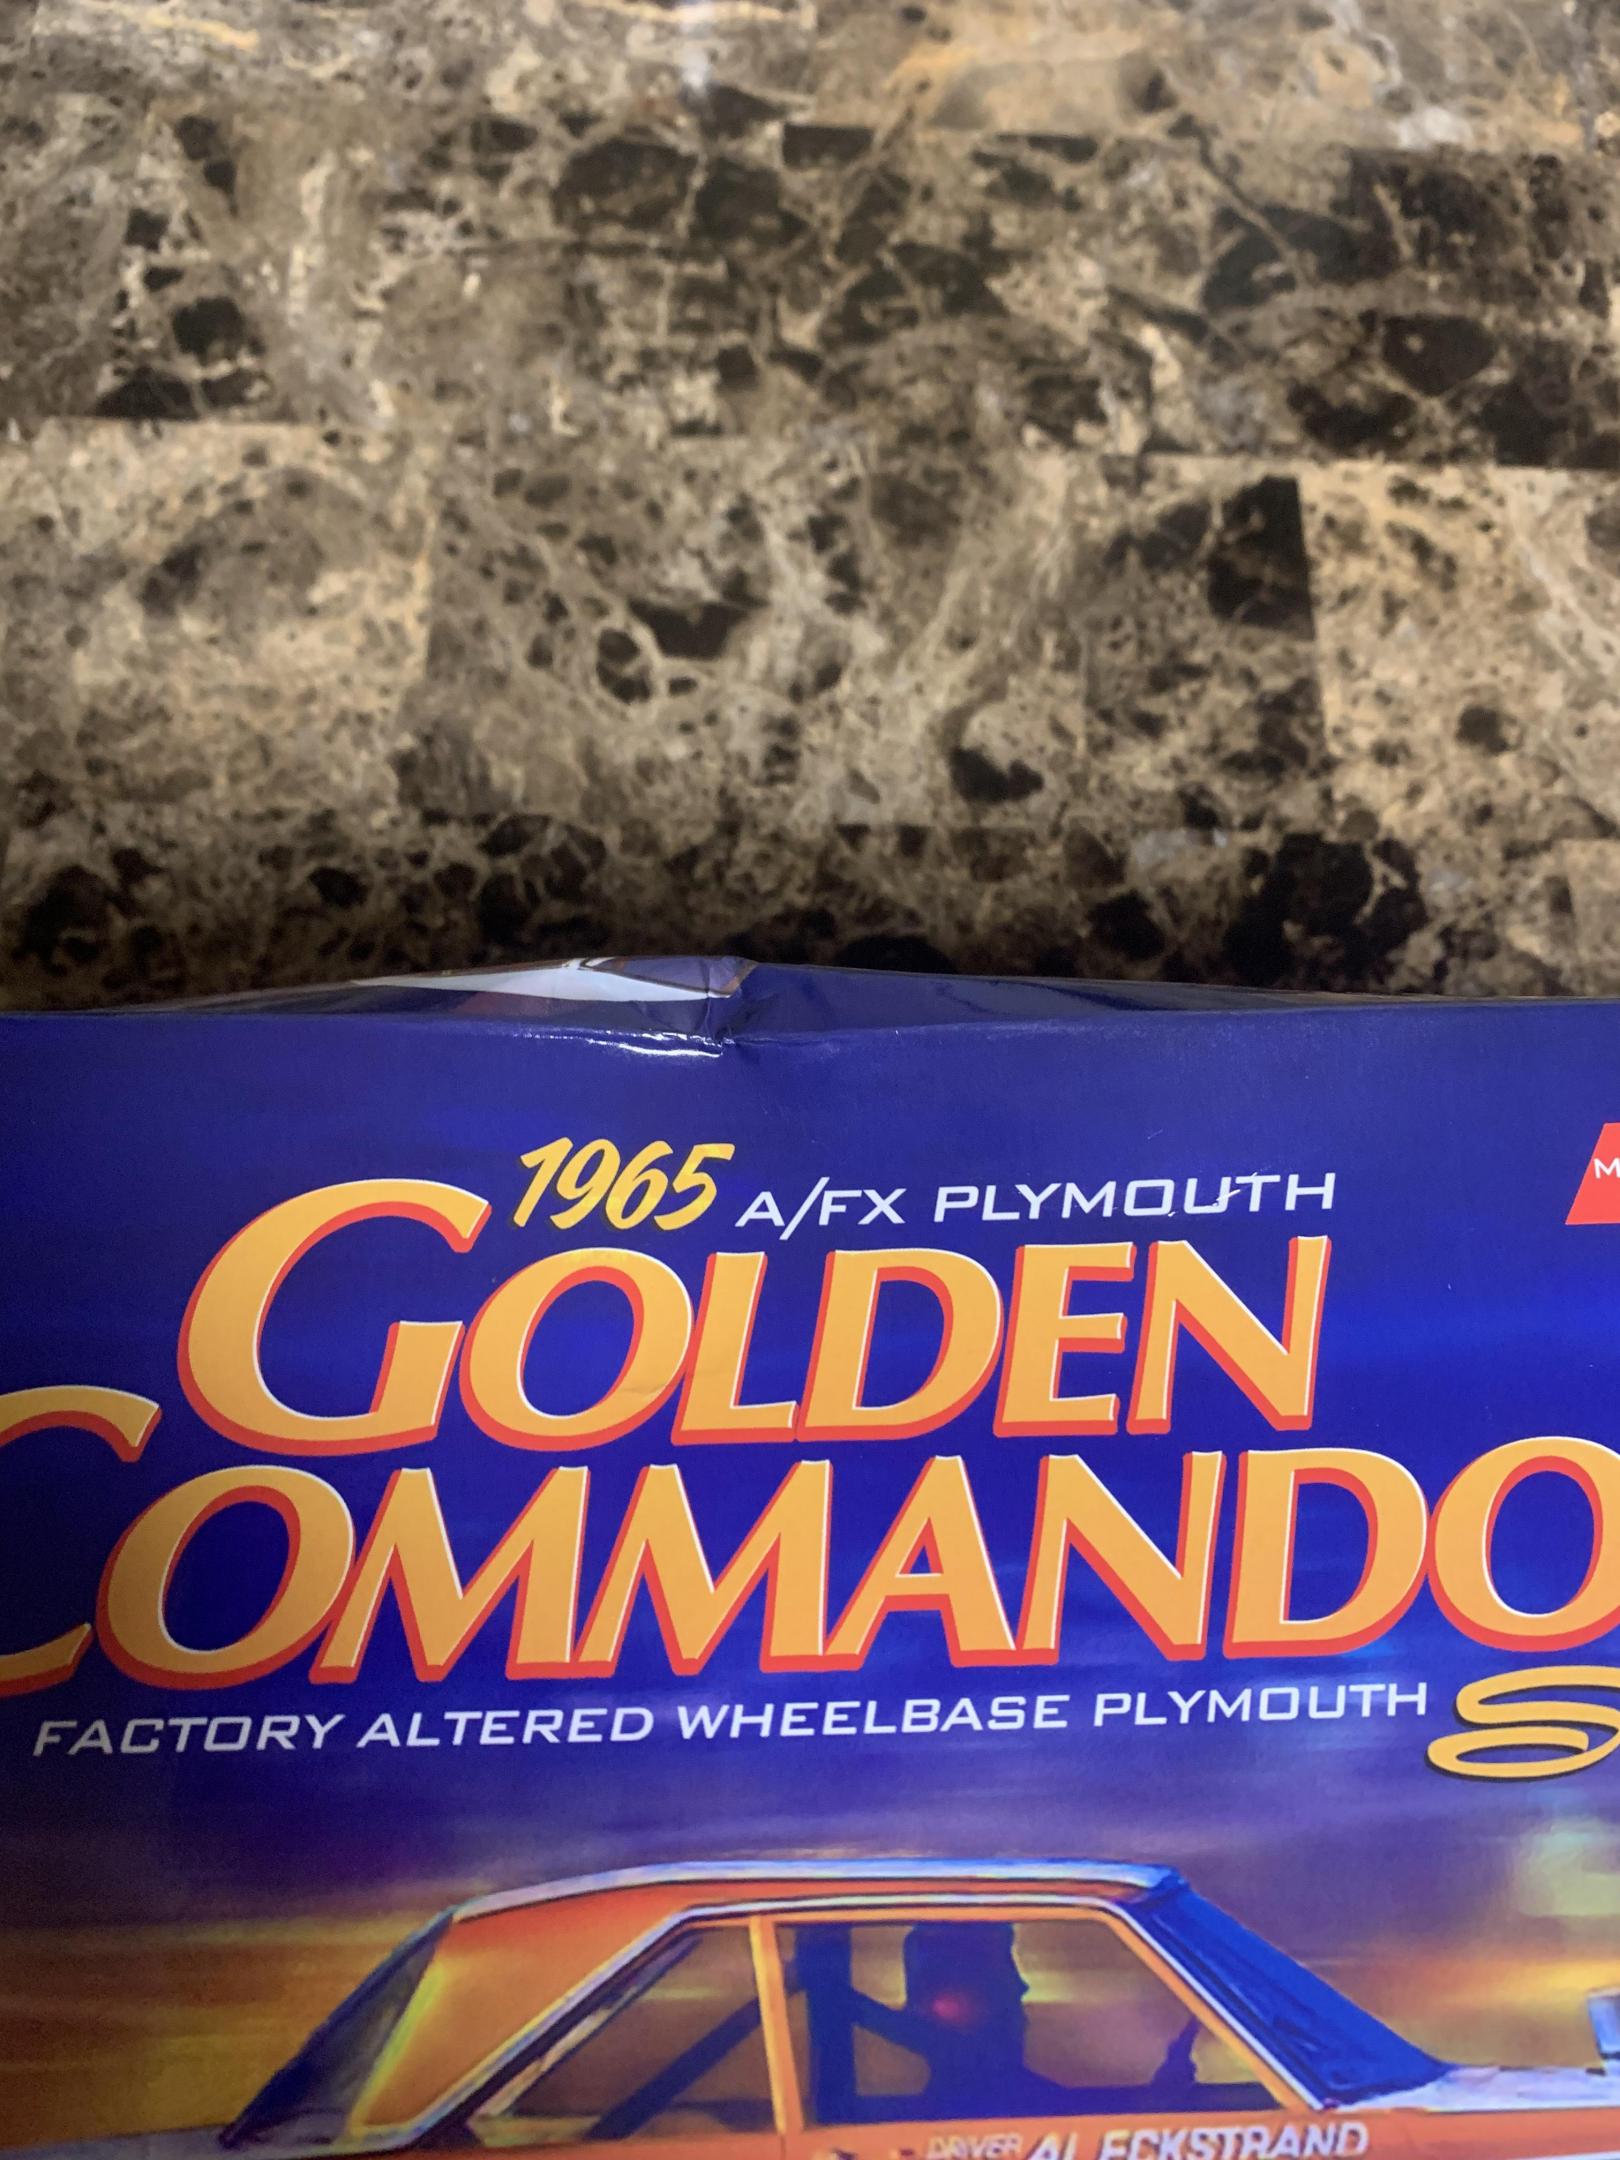 1965 A/FX PLYMOUTH
GOLDEN
COMMANDO
FACTORY ALTERED WHEELBASE PLYMOUTH
DRIVER AL ECKSTRAND